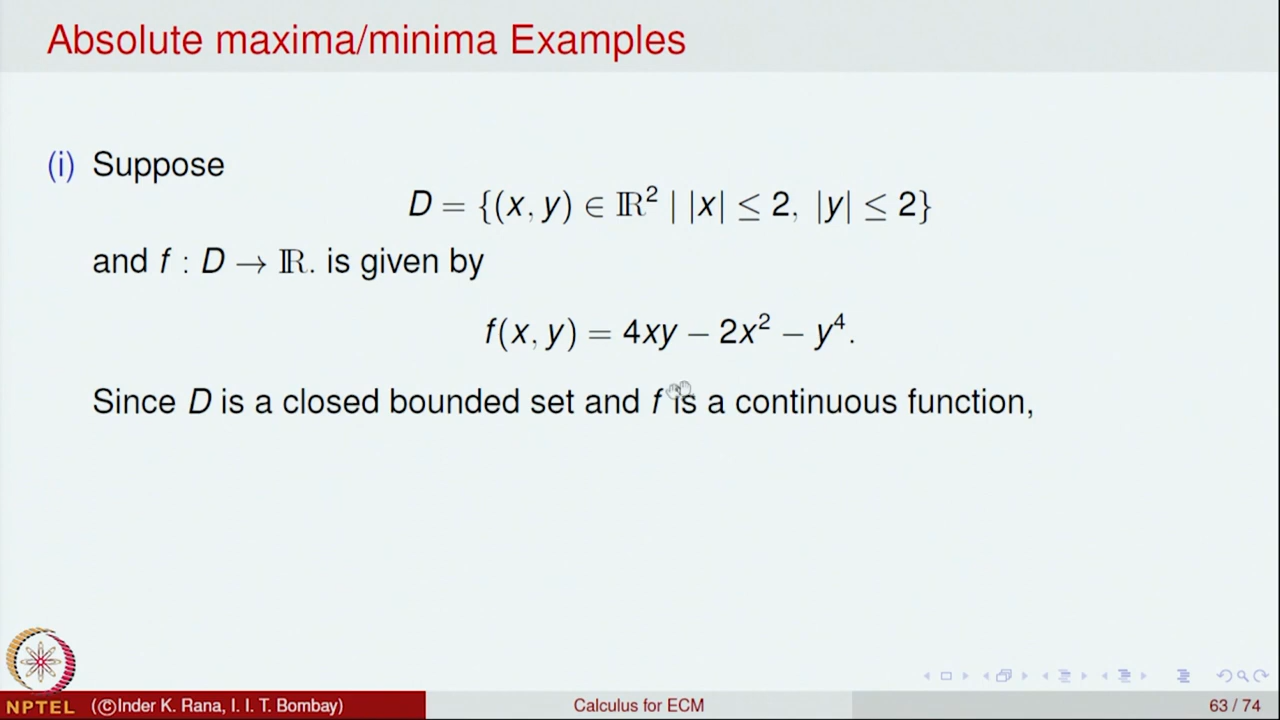 Absolute maxima/minima Examples
(i) Suppose
D = {(x, y) ∈ ℝ² | |x| ≤ 2, |y| ≤ 2}
and f : D → ℝ. is given by
f(x, y) = 4xy − 2x² − y⁴.
Since D is a closed bounded set and f is a continuous function,
NPTEL (©Inder K. Rana, I. I. T. Bombay) Calculus for ECM 63 / 74